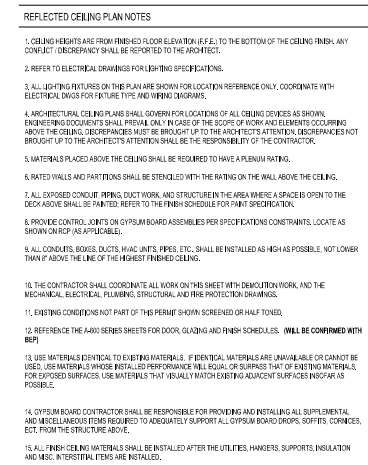 REFLECTED CEILING PLAN NOTES
1. CEILING HEIGHTS ARE FROM FINISHED FLOOR ELEVATION (F.F.E.) TO THE BOTTOM OF THE CEILING FINISH. ANY
CONFLICT / DISCREPANCY SHALL BE REPORTED TO THE ARCHITECT.
2. REFER TO ELECTRICAL DRAWINGS FOR LIGHTING SPECIFICATIONS.
3. ALL LIGHTING FIXTURES ON THIS PLAN ARE SHOWN FOR LOCATION REFERENCE ONLY, COORDINATE WITH
ELECTRICAL DWGS FOR FIXTURE TYPE AND WIRING DIAGRAMS.
4. ARCHITECTURAL CEILING PLANS SHALL GOVERN FOR LOCATIONS OF ALL CEILING DEVICES AS SHOWN.
ENGINEERING DOCUMENTS SHALL PREVAIL ONLY IN CASE OF THE SCOPE OF WORK AND ELEMENTS OCCURRING
ABOVE THE CEILING, DISCREPANCIES MUST BE BROUGHT UP TO THE ARCHITECT'S ATTENTION, DISCREPANCIES NOT
BROUGHT UP TO THE ARCHITECT'S ATTENTION SHALL BE THE RESPONSIBILITY OF THE CONTRACTOR.
5. MATERIALS PLACED ABOVE THE CEILING SHALL BE REQUIRED TO HAVE A PLENUM RATING.
6. RATED WALLS AND PARTITIONS SHALL BE STENCILED WITH THE RATING ON THE WALL ABOVE THE CEILING.
7. ALL EXPOSED CONDUIT, PIPING, DUCT WORK, AND STRUCTURE IN THE AREA WHERE A SPACE IS OPEN TO THE
DECK ABOVE SHALL BE PAINTED; REFER TO THE FINISH SCHEDULE FOR PAINT SPECIFICATION.
8. PROVIDE CONTROL JOINTS ON GYPSUM BOARD ASSEMBLIES PER SPECIFICATIONS CONSTRAINTS. LOCATE AS
SHOWN ON RCP (AS APPLICABLE).
9. ALL CONDUITS, BOXES, DUCTS, HVAC UNITS, PIPES, ETC., SHALL BE INSTALLED AS HIGH AS POSSIBLE, NOT LOWER
THAN 8" ABOVE THE LINE OF THE HIGHEST FINISHED CEILING.
10. THE CONTRACTOR SHALL COORDINATE ALL WORK ON THIS SHEET WITH DEMOLITION WORK, AND THE
MECHANICAL, ELECTRICAL, PLUMBING, STRUCTURAL AND FIRE PROTECTION DRAWINGS.
11. EXISTING CONDITIONS NOT PART OF THIS PERMIT SHOWN SCREENED OR HALF TONED.
12. REFERENCE THE A-600 SERIES SHEETS FOR DOOR, GLAZING AND FINISH SCHEDULES. (WILL BE CONFIRMED WITH
BEP)
13. USE MATERIALS IDENTICAL TO EXISTING MATERIALS. IF IDENTICAL MATERIALS ARE UNAVAILABLE OR CANNOT BE
USED, USE MATERIALS WHOSE INSTALLED PERFORMANCE WILL EQUAL OR SURPASS THAT OF EXISTING MATERIALS.
FOR EXPOSED SURFACES, USE MATERIALS THAT VISUALLY MATCH EXISTING ADJACENT SURFACES INSOFAR AS
POSSIBLE.
14. GYPSUM BOARD CONTRACTOR SHALL BE RESPONSIBLE FOR PROVIDING AND INSTALLING ALL SUPPLEMENTAL
AND MISCELLANEOUS ITEMS REQUIRED TO ADEQUATELY SUPPORT ALL GYPSUM BOARD DROPS, SOFFITS, CORNICES,
ECT. FROM THE STRUCTURE ABOVE.
15. ALL FINISH CEILING MATERIALS SHALL BE INSTALLED AFTER THE UTILITIES, HANGERS, SUPPORTS, INSULATION
AND MISC. INTERSTITIAL ITEMS ARE INSTALLED.